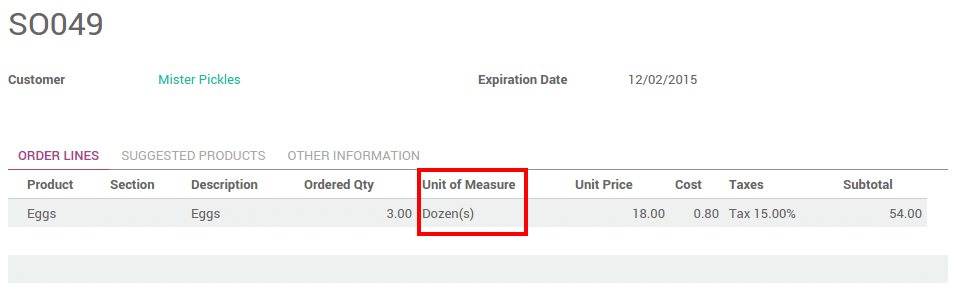 SO049
Customer Mister Pickles Expiration Date 12/02/2015
ORDER LINES SUGGESTED PRODUCTS OTHER INFORMATION
Product Section Description Ordered Qty Unit of Measure Unit Price Cost Taxes Subtotal
Eggs Eggs 3.00 Dozen(s) 18.00 0.80 Tax 15.00% 54.00